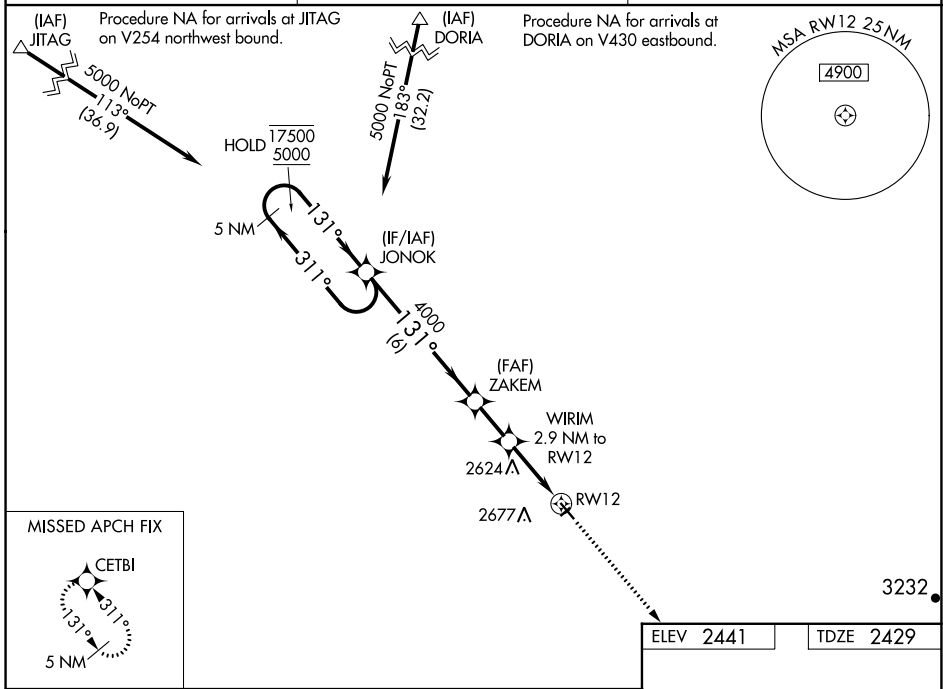 (IAF)
JITAG
Procedure NA for arrivals at JITAG
on V254 northwest bound.
(IAF)
DORIA
Procedure NA for arrivals at
DORIA on V430 eastbound.
MSA RW12 25 NM
4900
5000 NoPT
113°
(36.9)
5000 NoPT
183°
(32.2)
HOLD
17500
5000
5 NM
131°
311°
(IF/IAF)
JONOK
4000
131°
(6)
(FAF)
ZAKEM
WIRIM
2.9 NM to
RW12
2624
RW12
2677
MISSED APCH FIX
CETBI
131°
311°
5 NM
3232
ELEV 2441
TDZE 2429